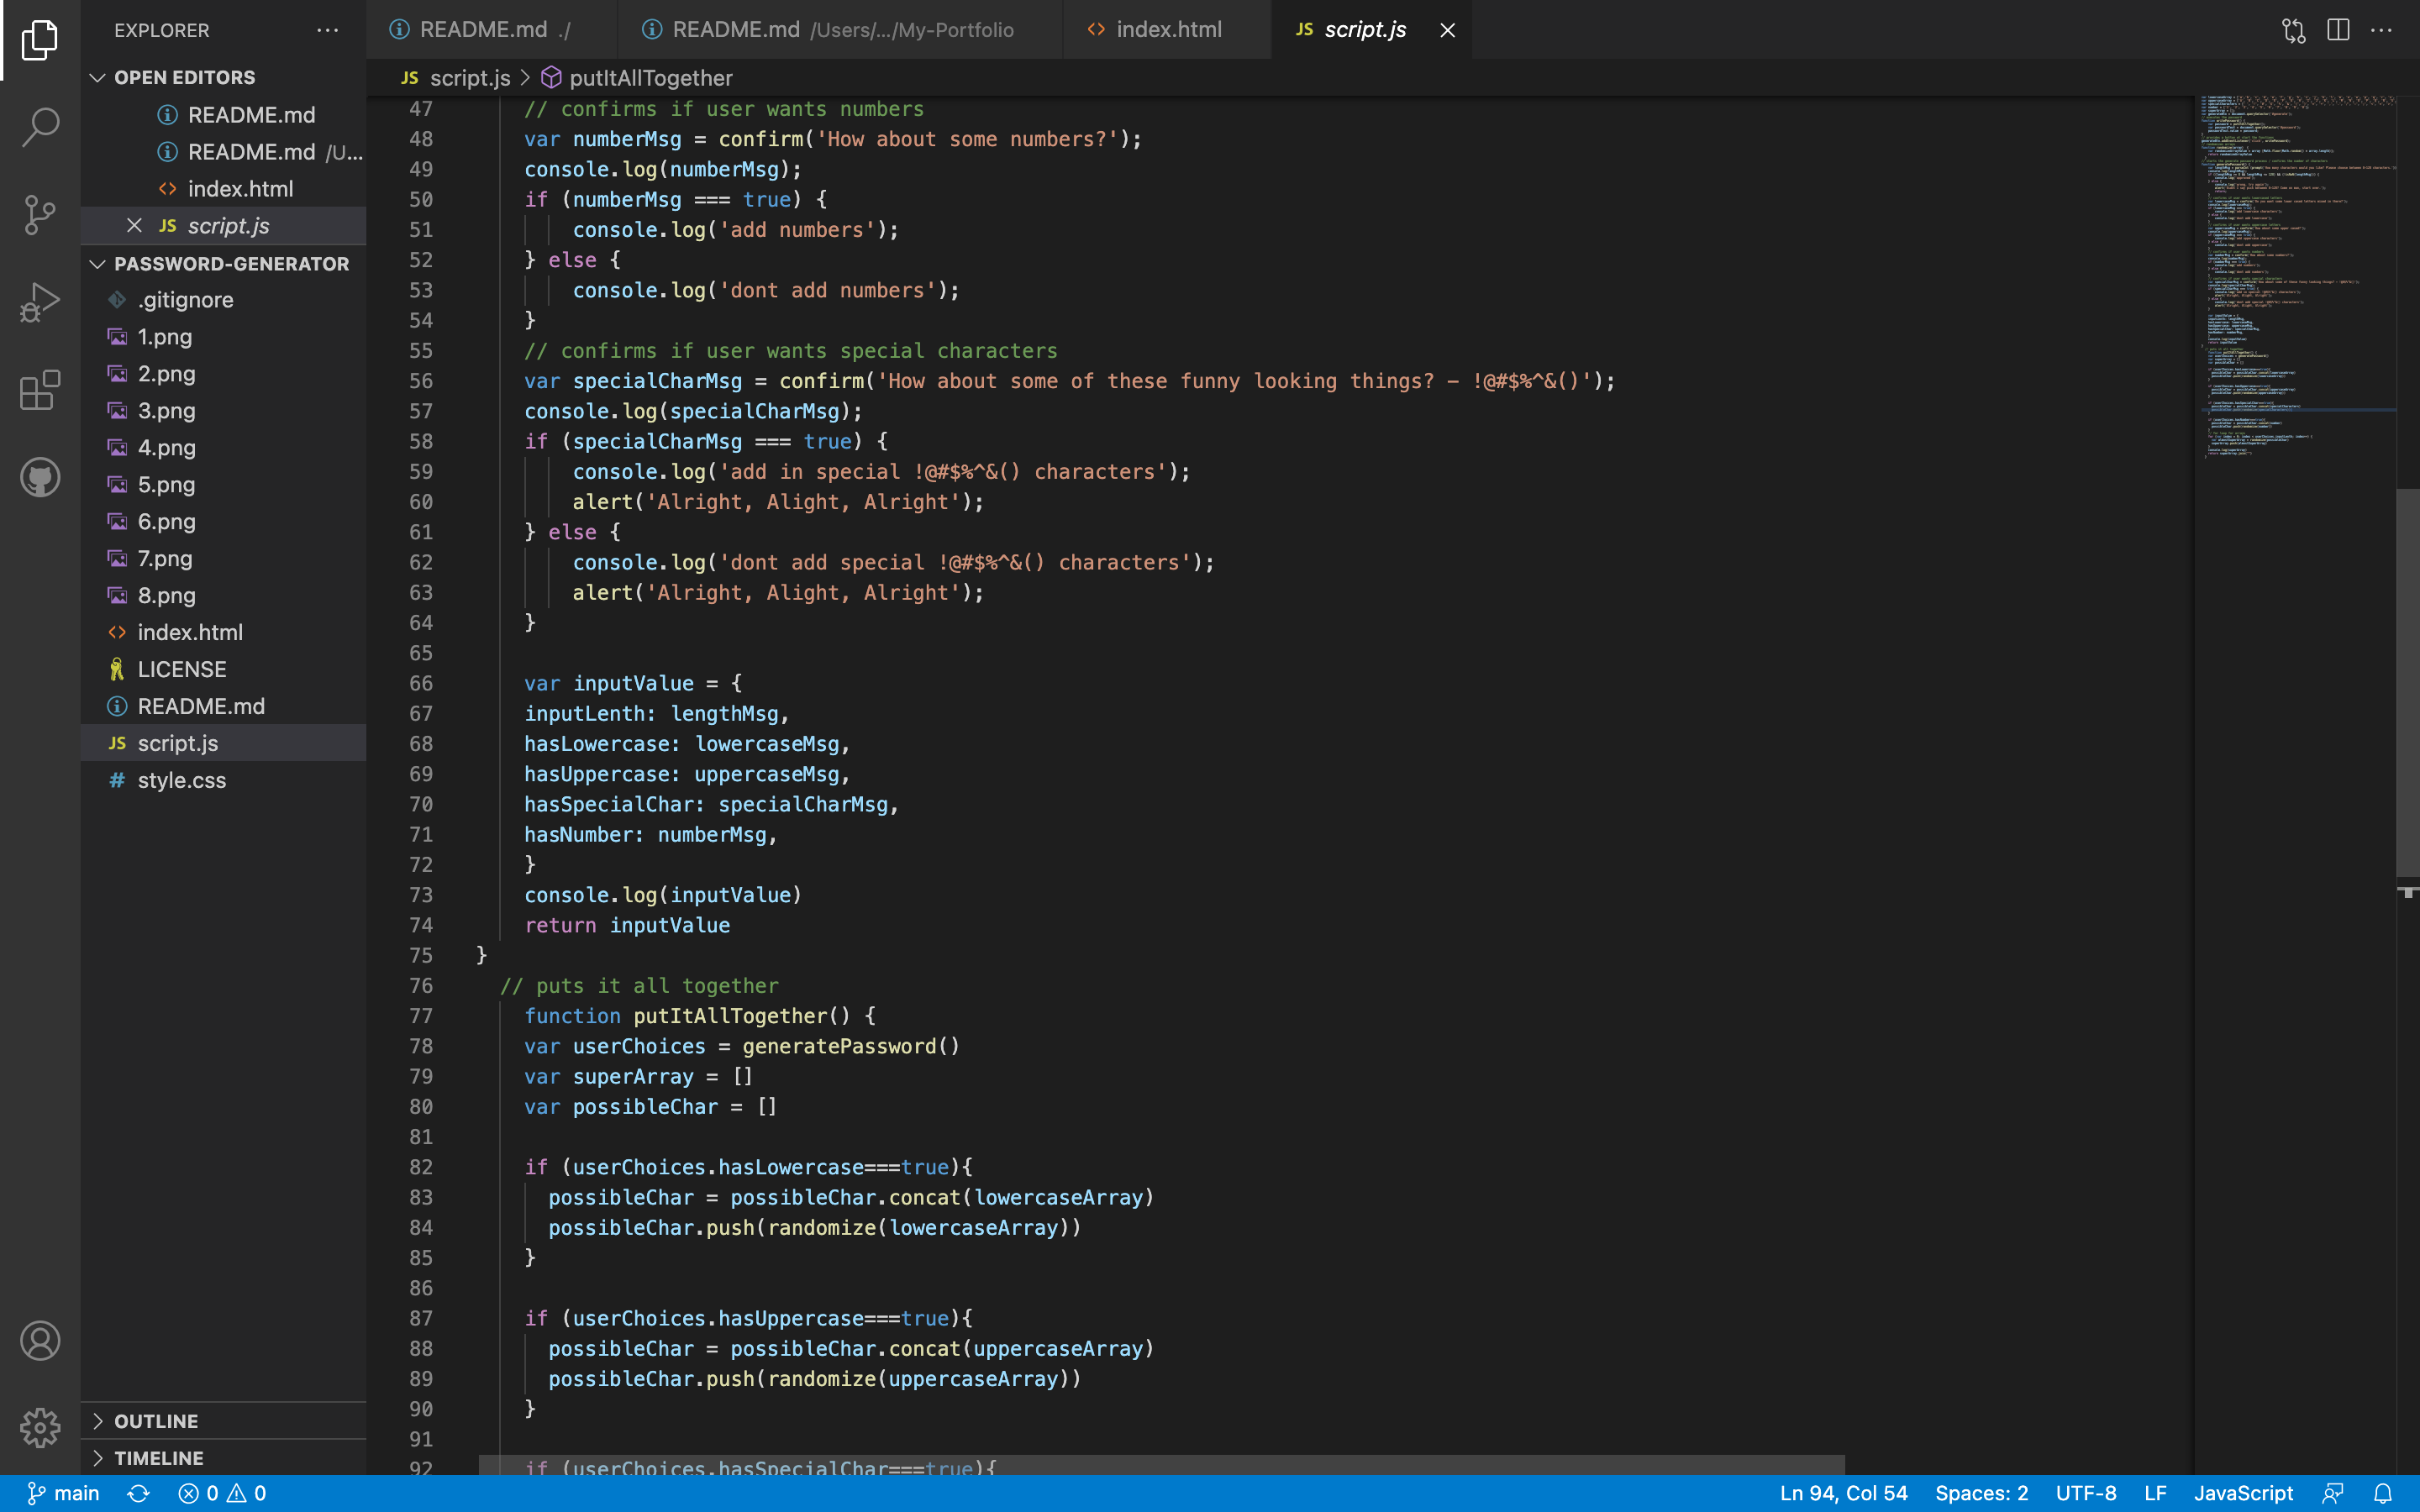 EXPLORER
OPEN EDITORS
README.md
README.md /U...
index.html
JS script.js
PASSWORD-GENERATOR
.gitignore
1.png
2.png
3.png
4.png
5.png
6.png
7.png
8.png
index.html
LICENSE
README.md
JS script.js
# style.css
OUTLINE
TIMELINE
README.md ./
README.md /Users/.../My-Portfolio
index.html
JS script.js
JS script.js > putItAllTogether
47 // confirms if user wants numbers
48 var numberMsg = confirm('How about some numbers?');
49 console.log(numberMsg);
50 if (numberMsg === true) {
51 console.log('add numbers');
52 } else {
53 console.log('dont add numbers');
54 }
55 // confirms if user wants special characters
56 var specialCharMsg = confirm('How about some of these funny looking things? - !@#$%^&()');
57 console.log(specialCharMsg);
58 if (specialCharMsg === true) {
59 console.log('add in special !@#$%^&() characters');
60 alert('Alright, Alight, Alright');
61 } else {
62 console.log('dont add special !@#$%^&() characters');
63 alert('Alright, Alight, Alright');
64 }
65
66 var inputValue = {
67 inputLenth: lengthMsg,
68 hasLowercase: lowercaseMsg,
69 hasUppercase: uppercaseMsg,
70 hasSpecialChar: specialCharMsg,
71 hasNumber: numberMsg,
72 }
73 console.log(inputValue)
74 return inputValue
75 }
76 // puts it all together
77 function putItAllTogether() {
78 var userChoices = generatePassword()
79 var superArray = []
80 var possibleChar = []
81
82 if (userChoices.hasLowercase===true){
83 possibleChar = possibleChar.concat(lowercaseArray)
84 possibleChar.push(randomize(lowercaseArray))
85 }
86
87 if (userChoices.hasUppercase===true){
88 possibleChar = possibleChar.concat(uppercaseArray)
89 possibleChar.push(randomize(uppercaseArray))
90 }
91
92 if (userChoices.hasSpecialChar===true){
main
0
0
Ln 94, Col 54
Spaces: 2
UTF-8
LF
JavaScript